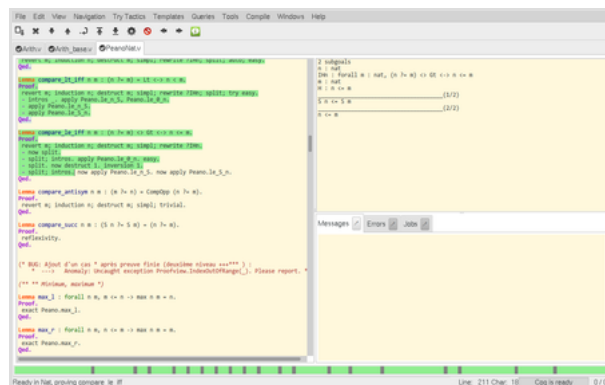 File Edit View Navigation Try Tactics Templates Queries Tools Compile Windows Help
Arith.v Arith_base.v PeanoNat.v
revert m; induction n; destruct m; simpl; rewrite ?IHn; split; auto; easy.
Qed.
Lemma compare_lt_iff n m : (n ?= m) = Lt <-> n < m.
Proof.
revert m; induction n; destruct m; simpl; rewrite ?IHn; split; try easy.
- intros _. apply Peano.le_n_S, Peano.le_0_n.
- apply Peano.le_n_S.
- apply Peano.le_S_n.
Qed.
Lemma compare_le_iff n m : (n ?= m) <> Gt <-> n <= m.
Proof.
revert m; induction n; destruct m; simpl; rewrite ?IHn.
- now split.
- split; intros. apply Peano.le_0_n. easy.
- split. now destruct 1. inversion 1.
- split; intros. now apply Peano.le_n_S. now apply Peano.le_S_n.
Qed.
Lemma compare_antisym n m : (m ?= n) = CompOpp (n ?= m).
Proof.
revert m; induction n; destruct m; simpl; trivial.
Qed.
Lemma compare_succ n m : (S n ?= S m) = (n ?= m).
Proof.
reflexivity.
Qed.
(* BUG: Ajout d'un cas * après preuve finie (deuxième niveau +++*** ) :
* ---> Anomaly: Uncaught exception Proofview.IndexOutOfRange(_). Please report. *
(** ** Minimum, maximum *)
Lemma max_l : forall n m, m <= n -> max n m = n.
Proof.
exact Peano.max_l.
Qed.
Lemma max_r : forall n m, n <= m -> max n m = m.
Proof.
exact Peano.max_r.
Qed.
2 subgoals
n : nat
IHn : forall m : nat, (n ?= m) <> Gt <-> n <= m
m : nat
H : n <= m
(1/2)
S n <= S m
(2/2)
n <= m
Messages Errors Jobs
Ready in Nat, proving compare_le_iff
Line: 211 Char: 18 Coq is ready 0 /